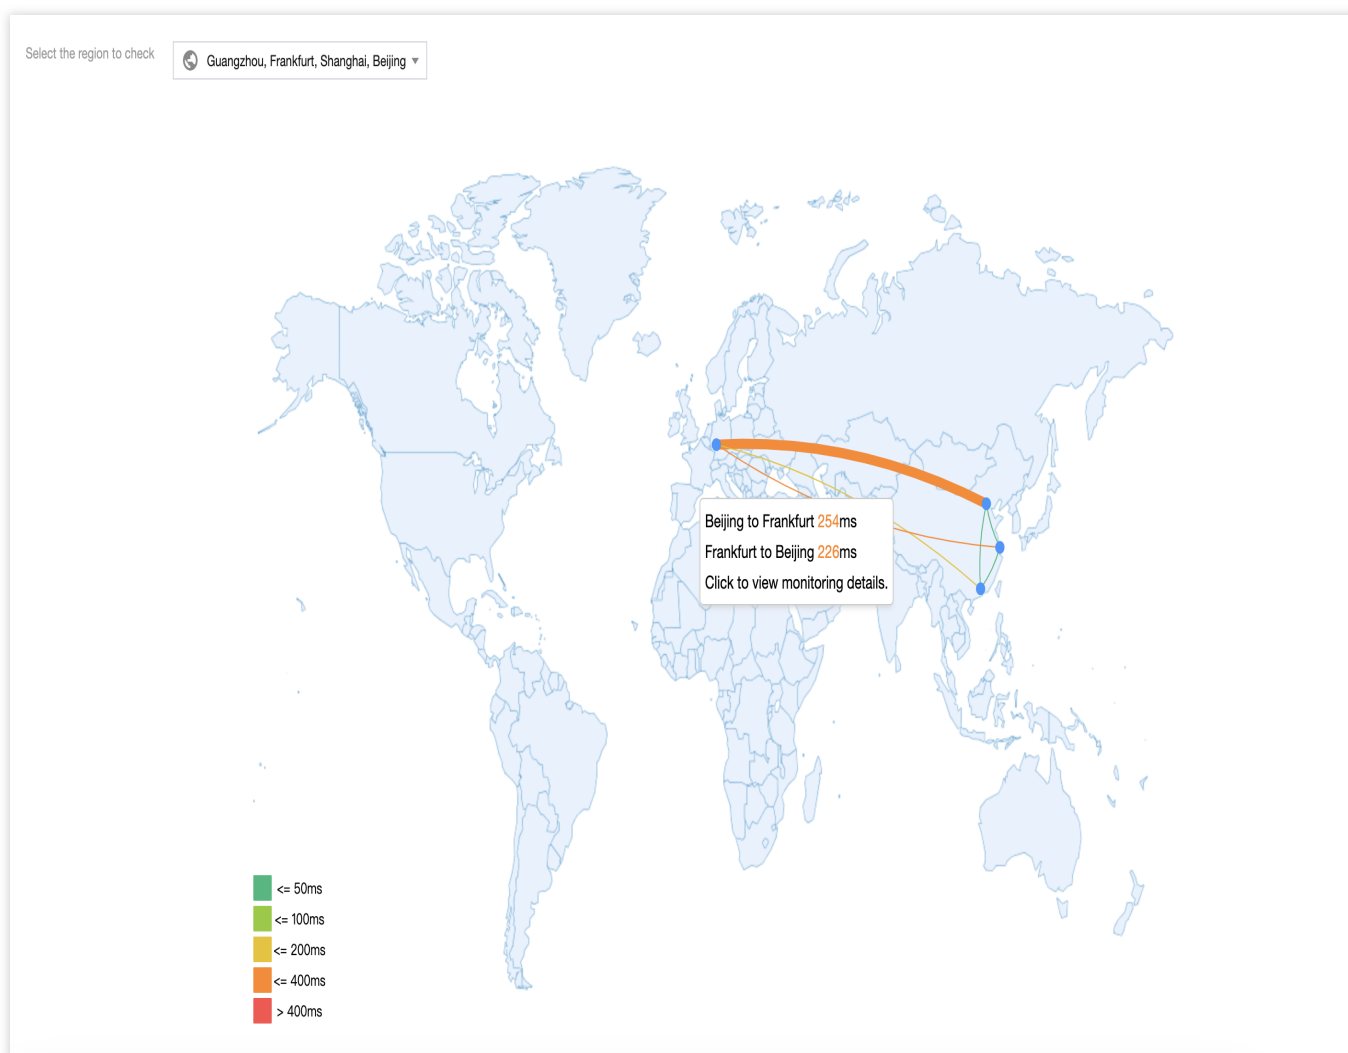 Select the region to check
Guangzhou, Frankfurt, Shanghai, Beijing
Beijing to Frankfurt 254ms
Frankfurt to Beijing 226ms
Click to view monitoring details.
<= 50ms
<= 100ms
<= 200ms
<= 400ms
> 400ms